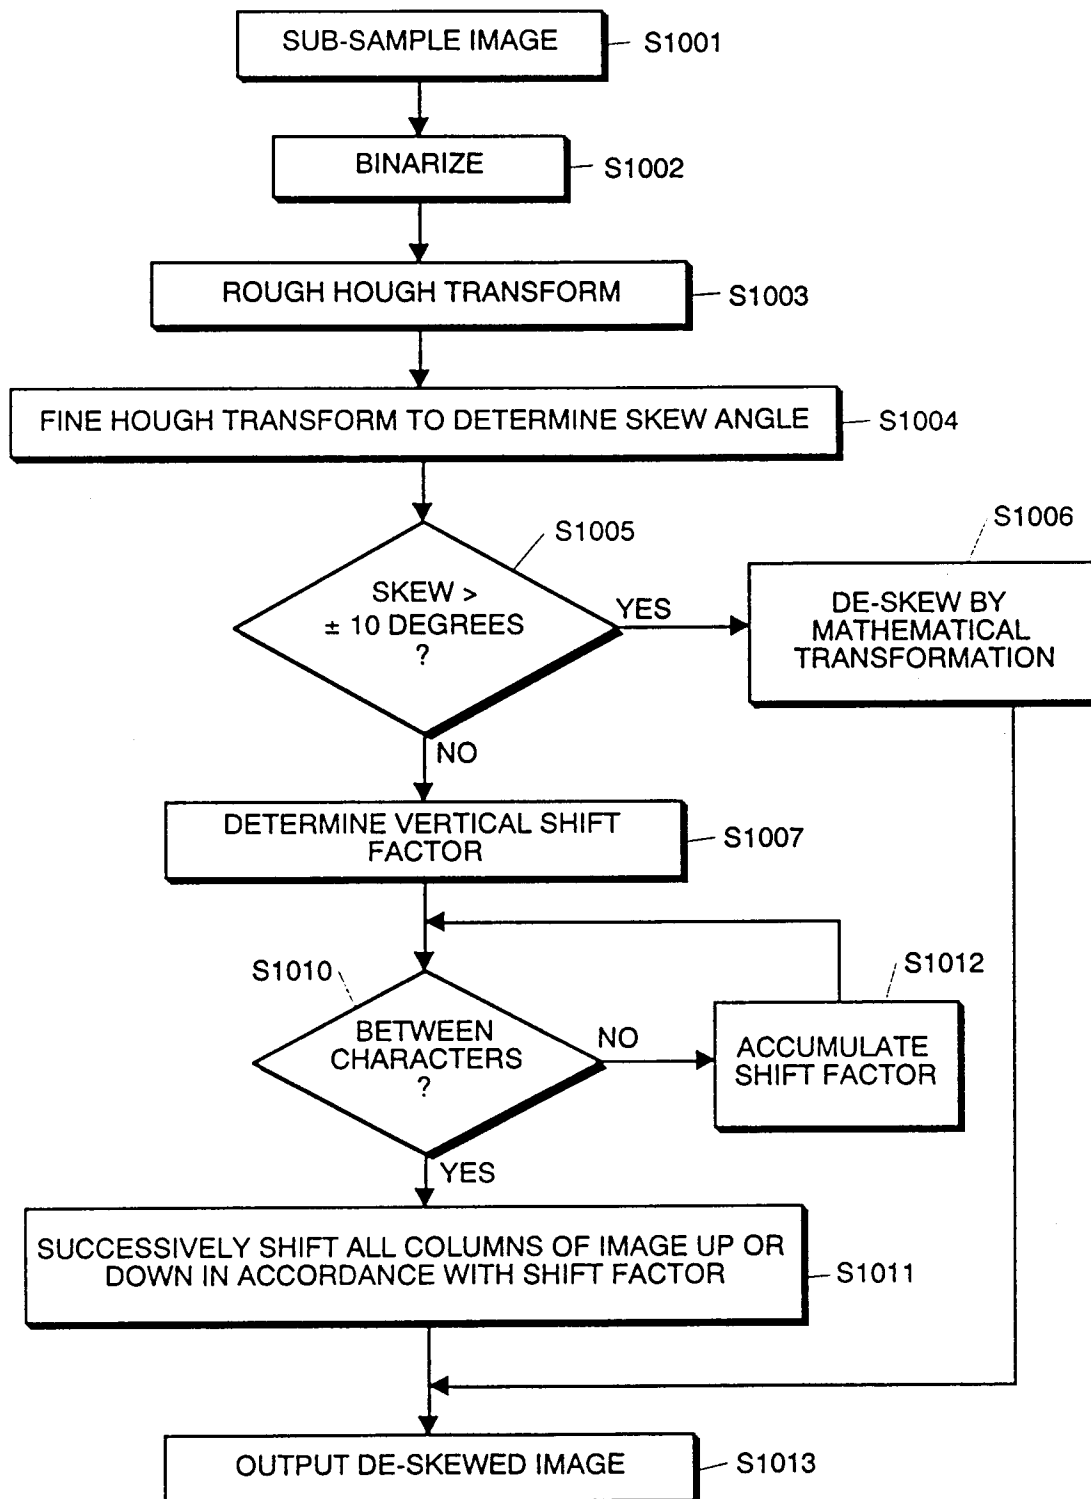 SUB-SAMPLE IMAGE
S1001
BINARIZE
S1002
ROUGH HOUGH TRANSFORM
S1003
FINE HOUGH TRANSFORM TO DETERMINE SKEW ANGLE
S1004
S1005
SKEW >
± 10 DEGREES
?
YES
S1006
DE-SKEW BY
MATHEMATICAL
TRANSFORMATION
NO
DETERMINE VERTICAL SHIFT
FACTOR
S1007
S1010
BETWEEN
CHARACTERS
?
NO
S1012
ACCUMULATE
SHIFT FACTOR
YES
SUCCESSIVELY SHIFT ALL COLUMNS OF IMAGE UP OR
DOWN IN ACCORDANCE WITH SHIFT FACTOR
S1011
OUTPUT DE-SKEWED IMAGE
S1013